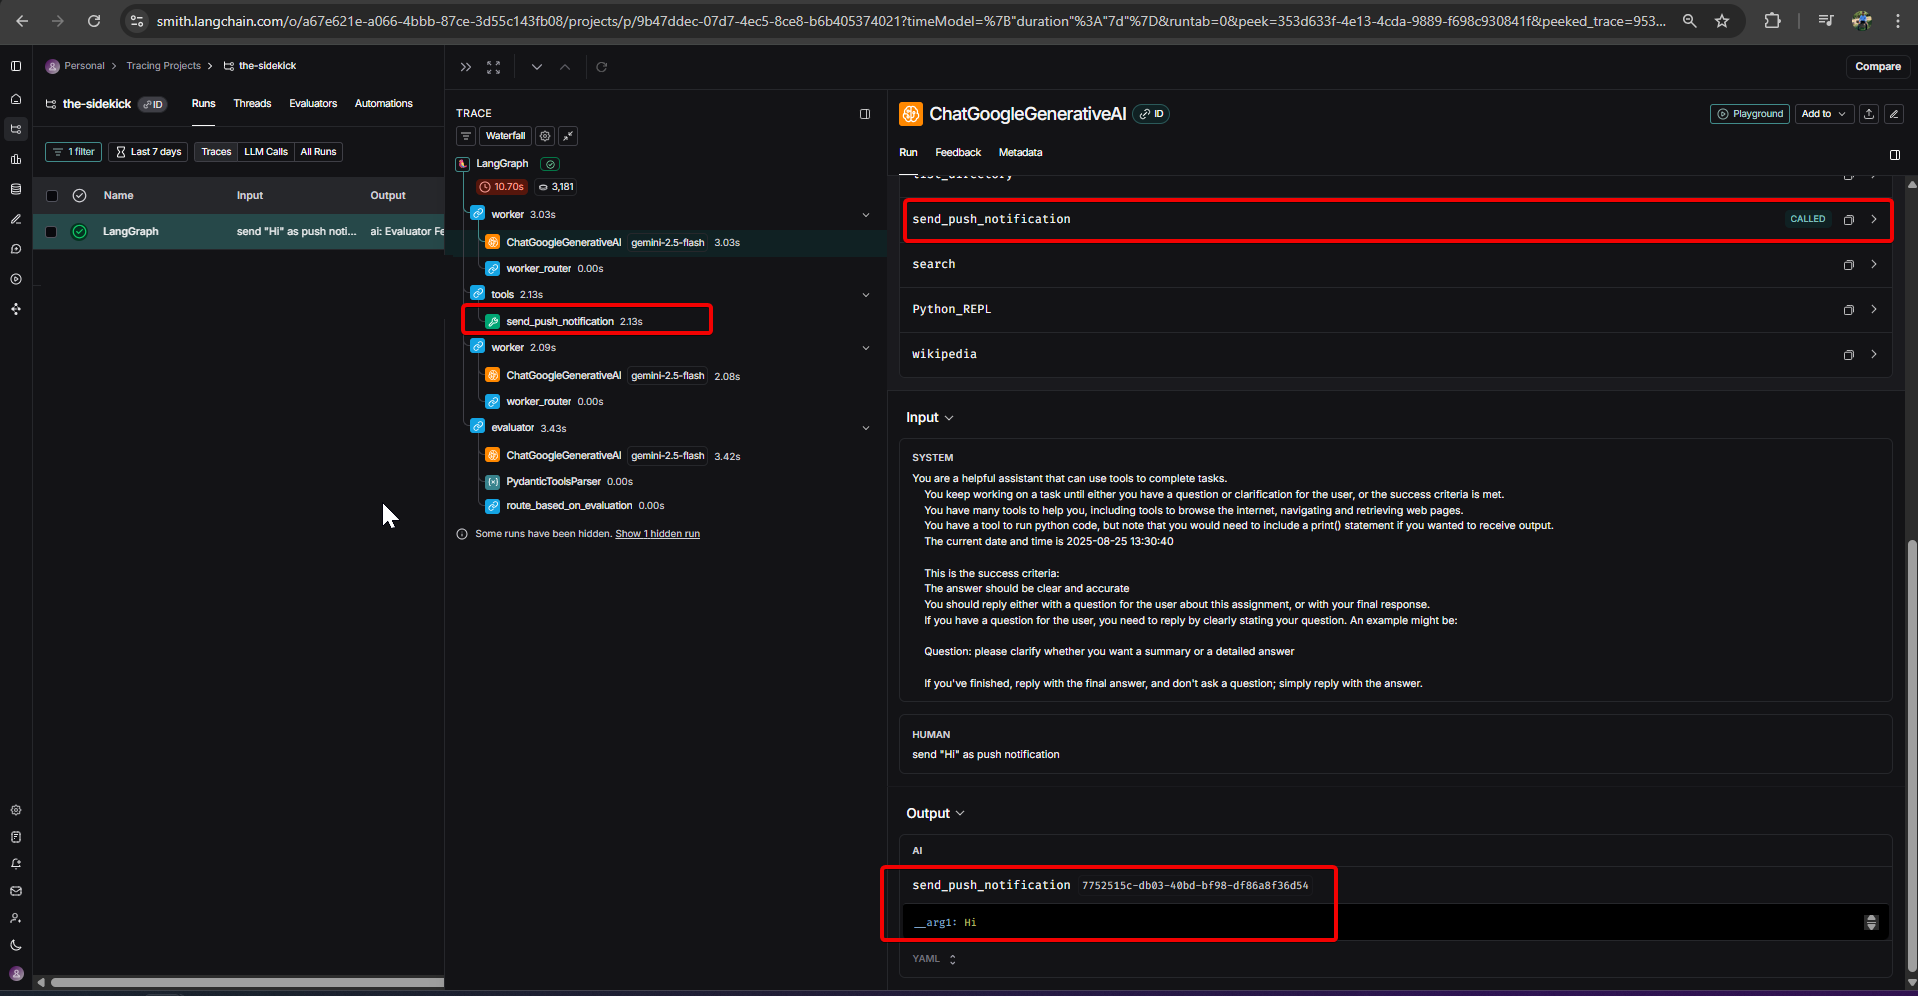 smith.langchain.com/o/a67e621e-a066-4bbb-87ce-3d55c143fb08/projects/p/9b47ddec-07d7-4ec5-8ce8-b6b405374021?timeModel=%7B"duration"%3A"7d"%7D&runtab=0&peek=353d633f-4e13-4cda-9889-f698c930841f&peeked_trace=953...
Personal > Tracing Projects > the-sidekick
Compare
the-sidekick ID Runs Threads Evaluators Automations
1 filter Last 7 days Traces LLM Calls All Runs
Name Input Output
LangGraph send "Hi" as push noti... ai: Evaluator Fe
TRACE
Waterfall
LangGraph
10.70s 3,181
worker 3.03s
ChatGoogleGenerativeAI gemini-2.5-flash 3.03s
worker_router 0.00s
tools 2.13s
send_push_notification 2.13s
worker 2.09s
ChatGoogleGenerativeAI gemini-2.5-flash 2.08s
worker_router 0.00s
evaluator 3.43s
ChatGoogleGenerativeAI gemini-2.5-flash 3.42s
PydanticToolsParser 0.00s
route_based_on_evaluation 0.00s
Some runs have been hidden. Show 1 hidden run
ChatGoogleGenerativeAI ID
Playground Add to
Run Feedback Metadata
list_directory
send_push_notification CALLED
search
Python_REPL
wikipedia
Input
SYSTEM
You are a helpful assistant that can use tools to complete tasks.
You keep working on a task until either you have a question or clarification for the user, or the success criteria is met.
You have many tools to help you, including tools to browse the internet, navigating and retrieving web pages.
You have a tool to run python code, but note that you would need to include a print() statement if you wanted to receive output.
The current date and time is 2025-08-25 13:30:40
This is the success criteria:
The answer should be clear and accurate
You should reply either with a question for the user about this assignment, or with your final response.
If you have a question for the user, you need to reply by clearly stating your question. An example might be:
Question: please clarify whether you want a summary or a detailed answer
If you've finished, reply with the final answer, and don't ask a question; simply reply with the answer.
HUMAN
send "Hi" as push notification
Output
AI
send_push_notification 7752515c-db03-40bd-bf98-df86a8f36d54
__arg1: Hi
YAML